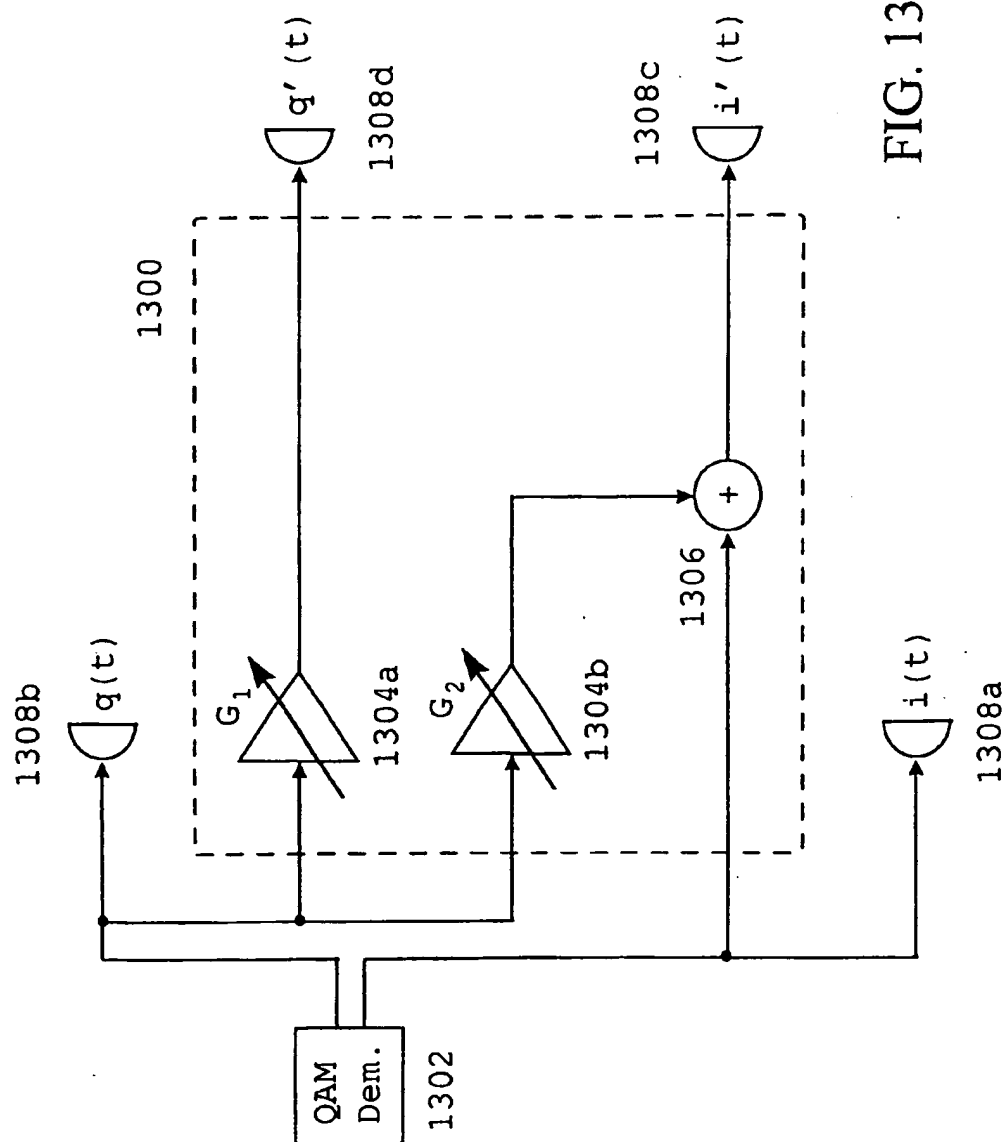 1308b
q(t)
1300
q'(t)
1308d
G1
1304a
G2
1304b
QAM
Dem.
1302
1306
+
1308c
i'(t)
i(t)
1308a
FIG. 13